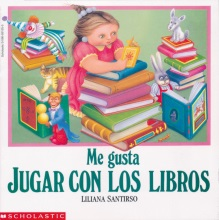 Me gusta
JUGAR CON LOS LIBROS
LILIANA SANTIRSO
SCHOLASTIC